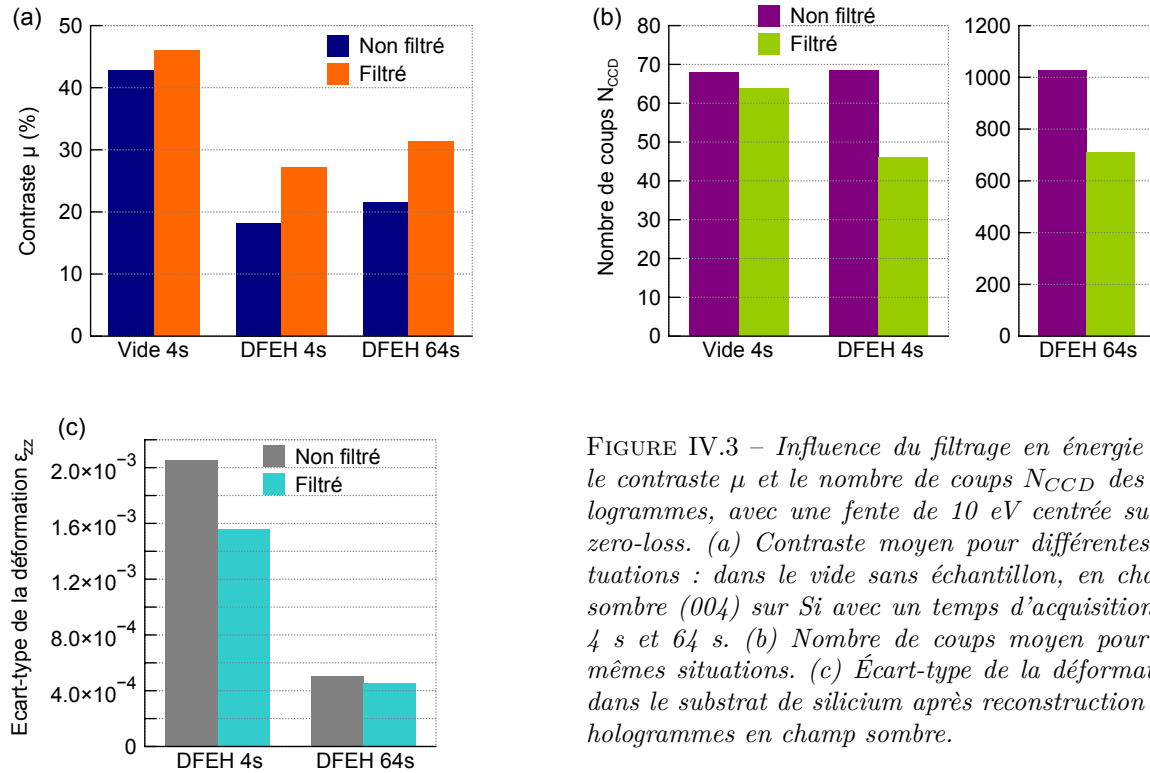 (a)
50
40
30
20
10
0
Contraste μ (%)
Non filtré
Filtré
Vide 4s
DFEH 4s
DFEH 64s
(b)
80
70
60
50
40
30
20
10
0
Nombre de coups N_CCD
Non filtré
Filtré
Vide 4s
DFEH 4s
1200
1000
800
600
400
200
0
DFEH 64s
(c)
2.0×10⁻³
1.6×10⁻³
1.2×10⁻³
8.0×10⁻⁴
4.0×10⁻⁴
0
Ecart-type de la déformation ε_zz
Non filtré
Filtré
DFEH 4s
DFEH 64s
FIGURE IV.3 – Influence du filtrage en énergie
le contraste μ et le nombre de coups N_CCD des
logrammes, avec une fente de 10 eV centrée su
zero-loss. (a) Contraste moyen pour différentes
tuations : dans le vide sans échantillon, en cha
sombre (004) sur Si avec un temps d'acquisition
4 s et 64 s. (b) Nombre de coups moyen pour
mêmes situations. (c) Écart-type de la déformat
dans le substrat de silicium après reconstruction
hologrammes en champ sombre.